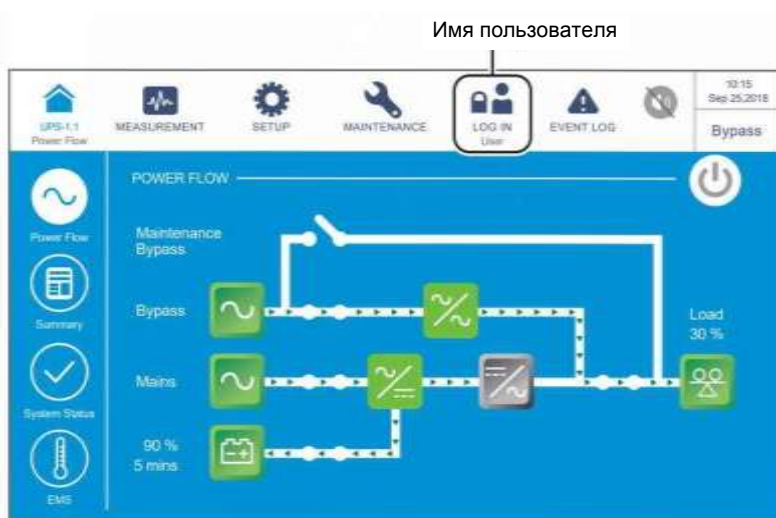 Имя пользователя
UPS-1.1
Power Flow
MEASUREMENT
SETUP
MAINTENANCE
LOG IN
User
EVENT LOG
10:15
Sep 25,2018
Bypass
POWER FLOW
Power Flow
Maintenance
Bypass
Summary
Bypass
Load
30 %
System Status
Mains
90 %
5 mins
EMS